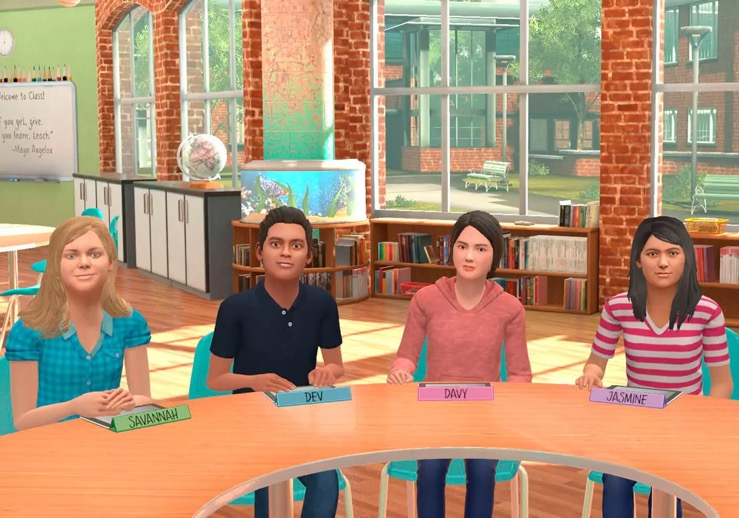 Welcome to Class!
you get, give.
you learn, teach."
-Maya Angelou
SAVANNAH
DEV
DAVY
JASMINE